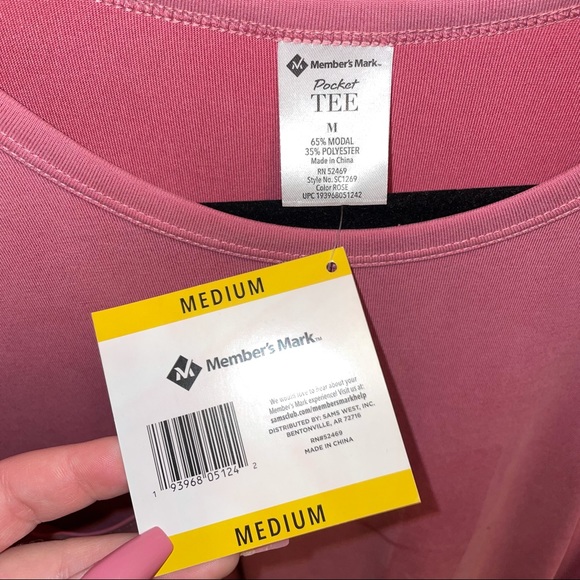 Member's Mark™
Pocket
TEE
M
65% MODAL
35% POLYESTER
Made in China
RN 52469
Style No. SC1269
Color ROSE
UPC 193968051242
MEDIUM
M Member's Mark™
We would love to hear about your
Member's Mark experience! Visit us at:
samsclub.com/membersmarkhelp
DISTRIBUTED BY: SAMS WEST, INC.
BENTONVILLE, AR 72716
RN#52469
MADE IN CHINA
1 93968 05124 2
MEDIUM